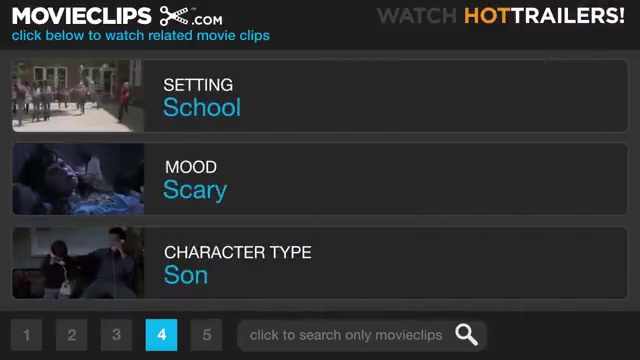 MOVIECLIPS .COM
WATCH HOTTRAILERS!
click below to watch related movie clips
SETTING
School
MOOD
Scary
CHARACTER TYPE
Son
1 2 3 4 5
click to search only movieclips